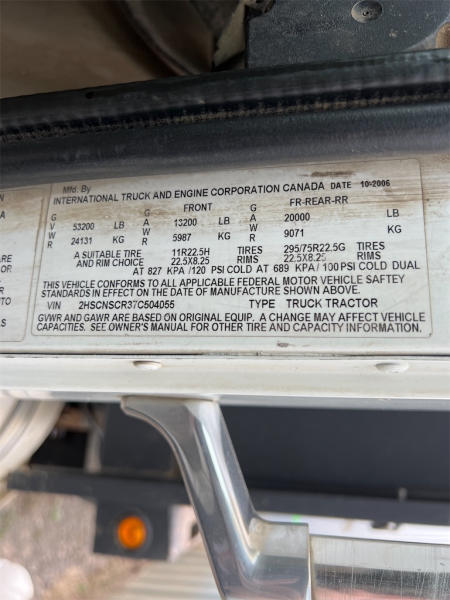 Mfd. By
INTERNATIONAL TRUCK AND ENGINE CORPORATION CANADA DATE 10-2006
G FRONT G FR-REAR-RR
V 53200 LB A 13200 LB A 20000 LB
W W W
R 24131 KG R 5987 KG R 9071 KG
A SUITABLE TIRE 11R22.5H TIRES 295/75R22.5G TIRES
AND RIM CHOICE 22.5X8.25 RIMS 22.5X8.25 RIMS
AT 827 KPA/120 PSI COLD AT 689 KPA/100 PSI COLD DUAL
THIS VEHICLE CONFORMS TO ALL APPLICABLE FEDERAL MOTOR VEHICLE SAFTEY
STANDARDS IN EFFECT ON THE DATE OF MANUFACTURE SHOWN ABOVE.
VIN 2HSCNSCR37C504055 TYPE TRUCK TRACTOR
GVWR AND GAWR ARE BASED ON ORIGINAL EQUIP. A CHANGE MAY AFFECT VEHICLE
CAPACITIES. SEE OWNER'S MANUAL FOR OTHER TIRE AND CAPACITY INFORMATION.
ARE
OR
CE